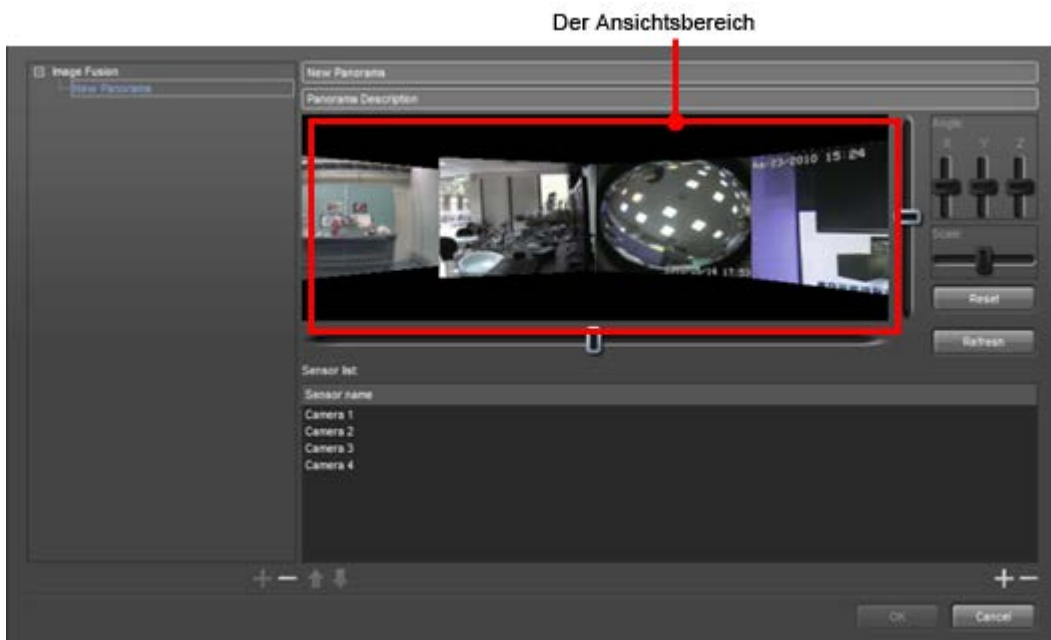 Der Ansichtsbereich
Image Fusion
New Panorama
New Panorama
Panorama Description
Angle:
X Y Z
Scale:
Reset
Refresh
Sensor list:
Sensor name
Camera 1
Camera 2
Camera 3
Camera 4
OK
Cancel